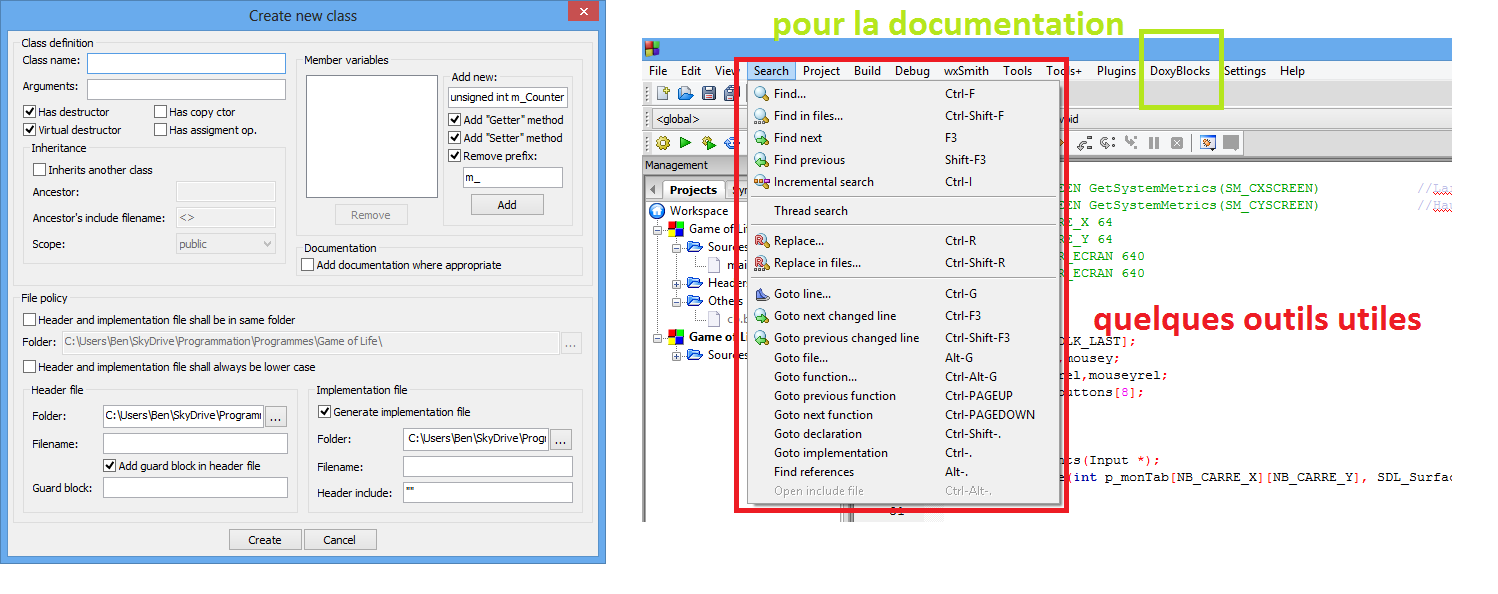 Create new class
Class definition
Class name:
Arguments:
Has destructor
Has copy ctor
Virtual destructor
Has assigment op.
Inheritance
Inherits another class
Ancestor:
Ancestor's include filename: <>
Scope: public
Member variables
Remove
Add new:
unsigned int m_Counter
Add "Getter" method
Add "Setter" method
Remove prefix:
m_
Add
Documentation
Add documentation where appropriate
File policy
Header and implementation file shall be in same folder
Folder: C:\Users\Ben\SkyDrive\Programmation\Programmes\Game of Life\ ...
Header and implementation file shall always be lower case
Header file
Folder: C:\Users\Ben\SkyDrive\Program ...
Filename:
Add guard block in header file
Guard block:
Implementation file
Generate implementation file
Folder: C:\Users\Ben\SkyDrive\Prog ...
Filename:
Header include: ""
Create Cancel
pour la documentation
File Edit View Search Project Build Debug wxSmith Tools Tools+ Plugins DoxyBlocks Settings Help
<global>
void
Management
Projects
Workspace
Game of Li
Sources
mai
Header
Others
Game of Li
Sources
Find... Ctrl-F
Find in files... Ctrl-Shift-F
Find next F3
Find previous Shift-F3
Incremental search Ctrl-I
Thread search
Replace... Ctrl-R
Replace in files... Ctrl-Shift-R
Goto line... Ctrl-G
Goto next changed line Ctrl-F3
Goto previous changed line Ctrl-Shift-F3
Goto file... Alt-G
Goto function... Ctrl-Alt-G
Goto previous function Ctrl-PAGEUP
Goto next function Ctrl-PAGEDOWN
Goto declaration Ctrl-Shift-.
Goto implementation Ctrl-.
Find references Alt-.
Open include file Ctrl-Alt-.
EEN GetSystemMetrics(SM_CXSCREEN) //La
EEN GetSystemMetrics(SM_CYSCREEN) //Ha
RE_X 64
RE_Y 64
R_ECRAN 640
R_ECRAN 640
quelques outils utiles
DLK_LAST];
,mousey;
rel,mouseyrel;
buttons[8];
nts(Input *);
e(int p_monTab[NB_CARRE_X][NB_CARRE_Y], SDL_Surfac